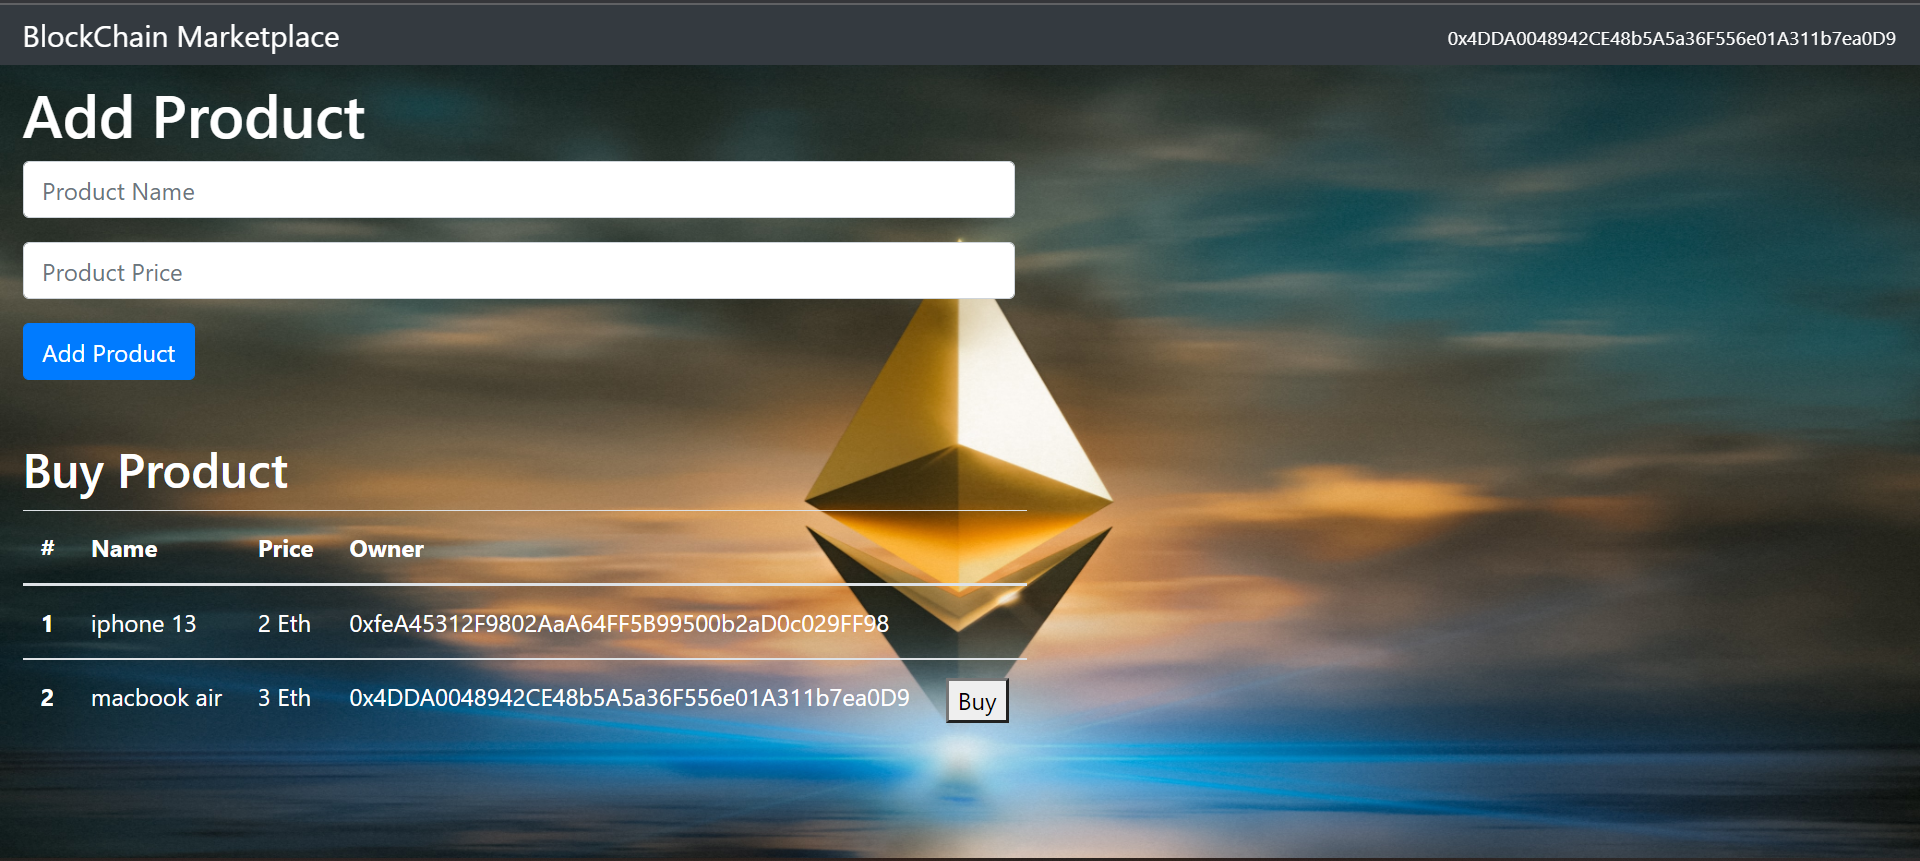 BlockChain Marketplace 0x4DDA0048942CE48b5A5a36F556e01A311b7ea0D9
Add Product
Product Name
Product Price
Add Product
Buy Product
# Name Price Owner
1 iphone 13 2 Eth 0xfeA45312F9802AaA64FF5B99500b2aD0c029FF98
2 macbook air 3 Eth 0x4DDA0048942CE48b5A5a36F556e01A311b7ea0D9 Buy